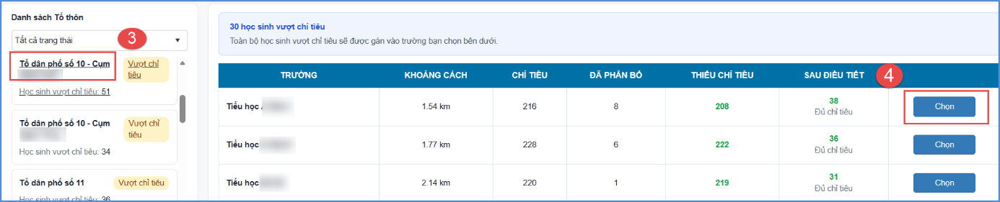 Danh sách Tổ thôn
Tất cả trạng thái
3
Tổ dân phố số 10 - Cụm
Vượt chỉ tiêu
Học sinh vượt chỉ tiêu: 51
Tổ dân phố số 10 - Cụm
Vượt chỉ tiêu
Học sinh vượt chỉ tiêu: 34
Tổ dân phố số 11
Vượt chỉ tiêu
Học sinh vượt chỉ tiêu: 36
30 học sinh vượt chỉ tiêu
Toàn bộ học sinh vượt chỉ tiêu sẽ được gán vào trường bạn chọn bên dưới.
TRƯỜNG KHOẢNG CÁCH CHỈ TIÊU ĐÃ PHÂN BỔ THIẾU CHỈ TIÊU SAU ĐIỀU TIẾT 4
Tiểu học 1.54 km 216 8 208 38 Đủ chỉ tiêu Chọn
Tiểu học 1.77 km 228 6 222 36 Đủ chỉ tiêu Chọn
Tiểu học 2.14 km 220 1 219 31 Đủ chỉ tiêu Chọn